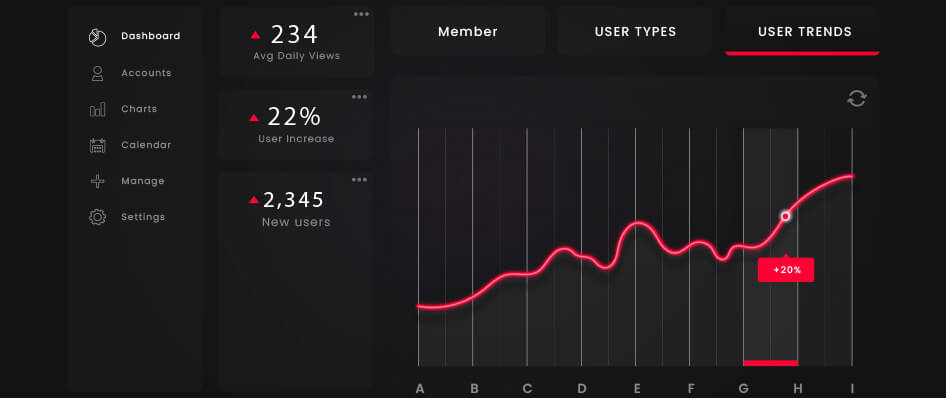 Dashboard
Accounts
Charts
Calendar
Manage
Settings
234
Avg Daily Views
22%
User Increase
2,345
New users
Member
USER TYPES
USER TRENDS
+20%
A B C D E F G H I